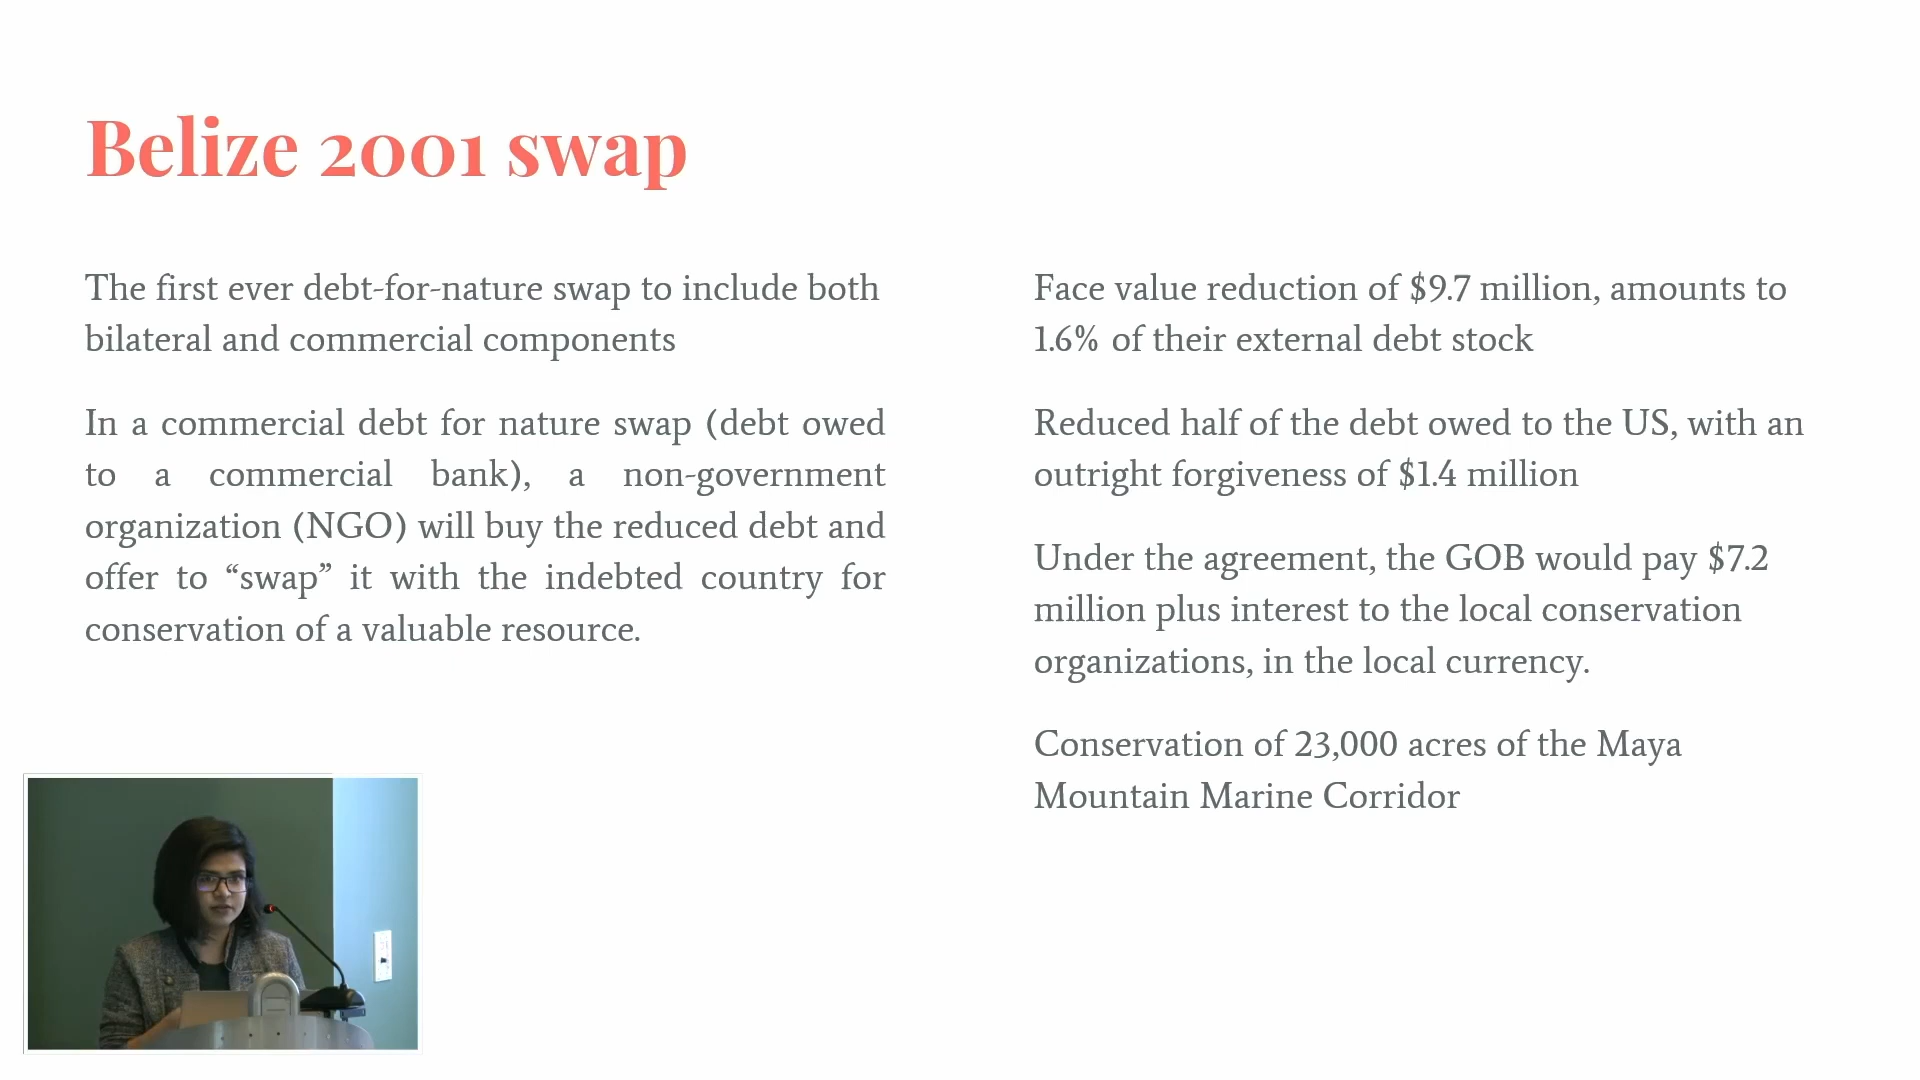 Belize 2001 swap
The first ever debt-for-nature swap to include both
bilateral and commercial components
In a commercial debt for nature swap (debt owed
to a commercial bank), a non-government
organization (NGO) will buy the reduced debt and
offer to “swap” it with the indebted country for
conservation of a valuable resource.
Face value reduction of $9.7 million, amounts to
1.6% of their external debt stock
Reduced half of the debt owed to the US, with an
outright forgiveness of $1.4 million
Under the agreement, the GOB would pay $7.2
million plus interest to the local conservation
organizations, in the local currency.
Conservation of 23,000 acres of the Maya
Mountain Marine Corridor